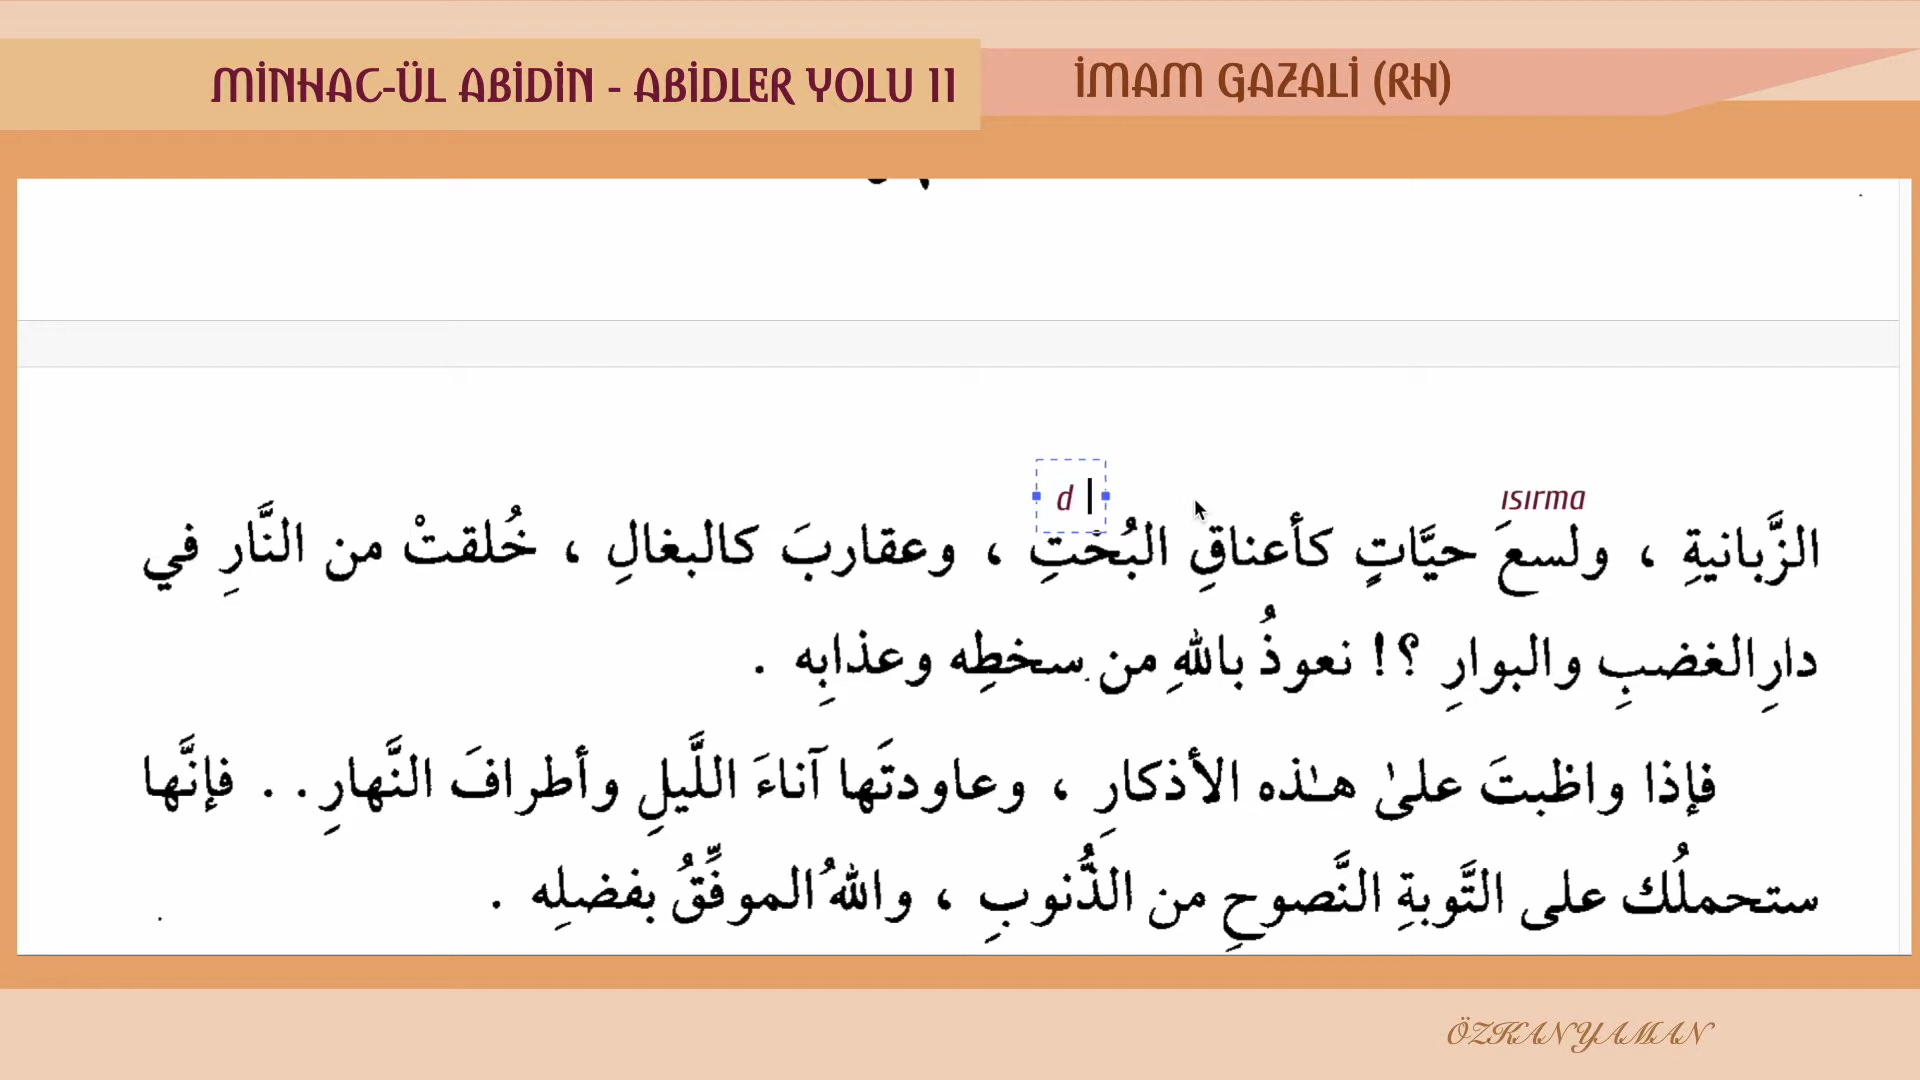 MİNHAC-ÜL ABİDİN - ABİDLER YOLU II
İMAM GAZALİ (RH)
d
ısırma
الزَّبانيةِ ، ولسعَ حيَّاتٍ كأعناقِ البُختِ ، وعقاربَ كالبغالِ ، خُلقتْ من النَّارِ في
دارِ الغضبِ والبوارِ ؟! نعوذُ باللهِ من سخطِه وعذابِه .
فإذا واظبتَ علىٰ هـٰذه الأذكارِ ، وعاودتَها آناءَ اللَّيلِ وأطرافَ النَّهارِ . . فإنَّها
ستحملُك على التَّوبةِ النَّصوحِ من الذُّنوبِ ، واللهُ الموفِّقُ بفضلِه .
ÖZKAN YAMAN